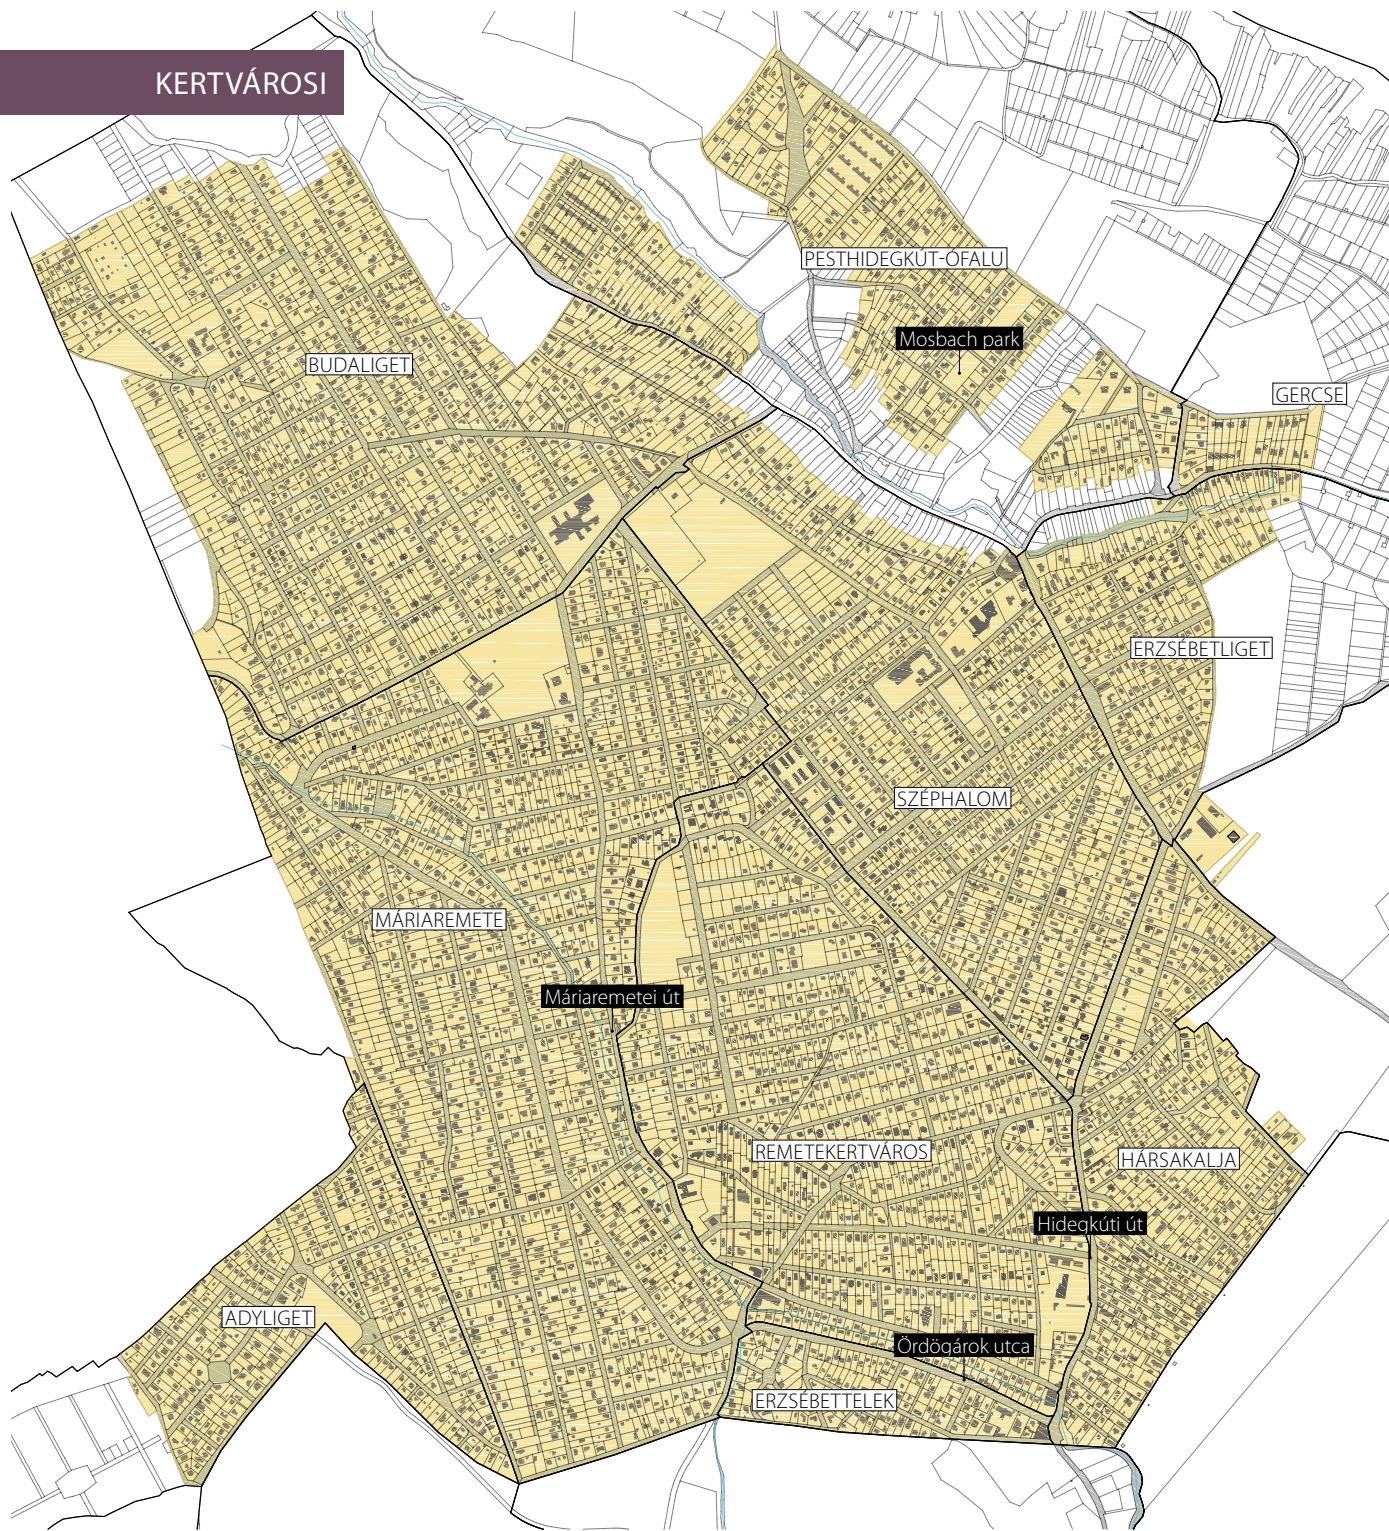 KERTVÁROSI
PESTHIDEGKÚT-ÓFALU
Mosbach park
BUDALIGET
GERCSE
ERZSÉBETLIGET
SZÉPHALOM
MÁRIAREMETE
Máriaremetei út
REMETEKERTVÁROS
HÁRSAKALJA
Hidegkúti út
ADYLIGET
Ördögárok utca
ERZSÉBETTELEK